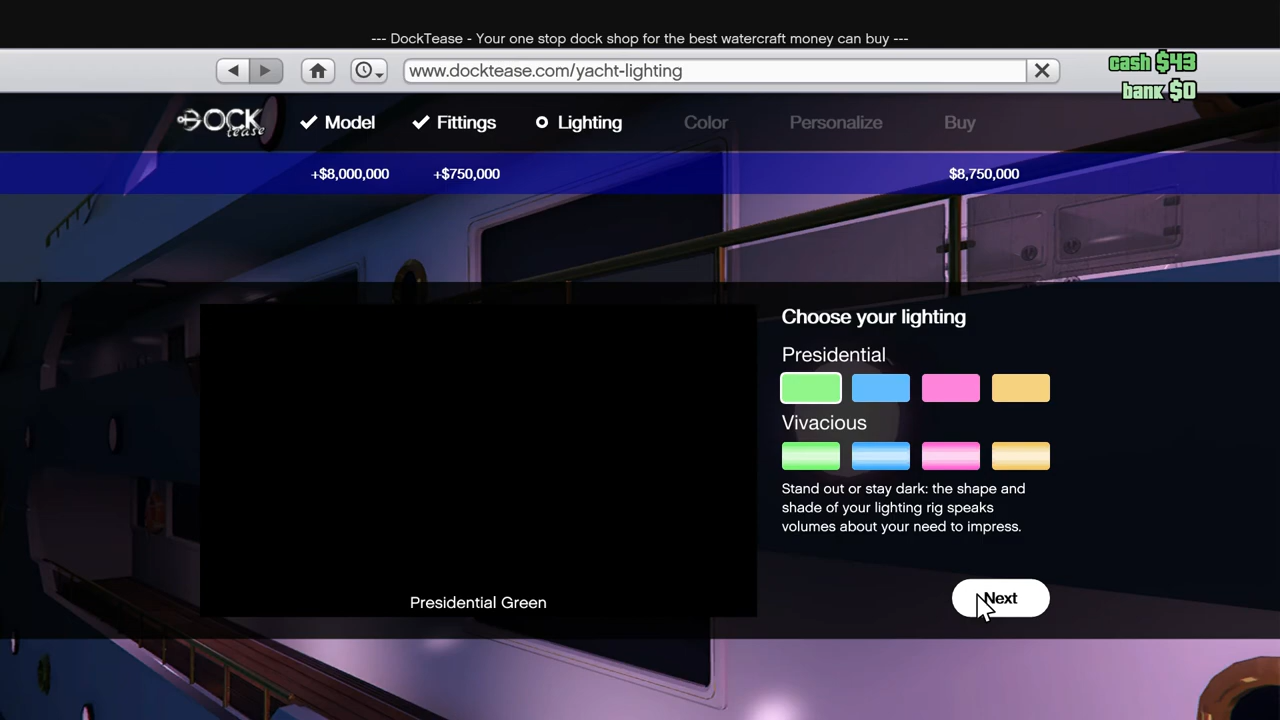 --- DockTease - Your one stop dock shop for the best watercraft money can buy ---
www.docktease.com/yacht-lighting
cash $43
bank $0
DOCK tease
Model Fittings Lighting Color Personalize Buy
+$8,000,000 +$750,000 $8,750,000
Choose your lighting
Presidential
Vivacious
Stand out or stay dark: the shape and
shade of your lighting rig speaks
volumes about your need to impress.
Presidential Green
Next